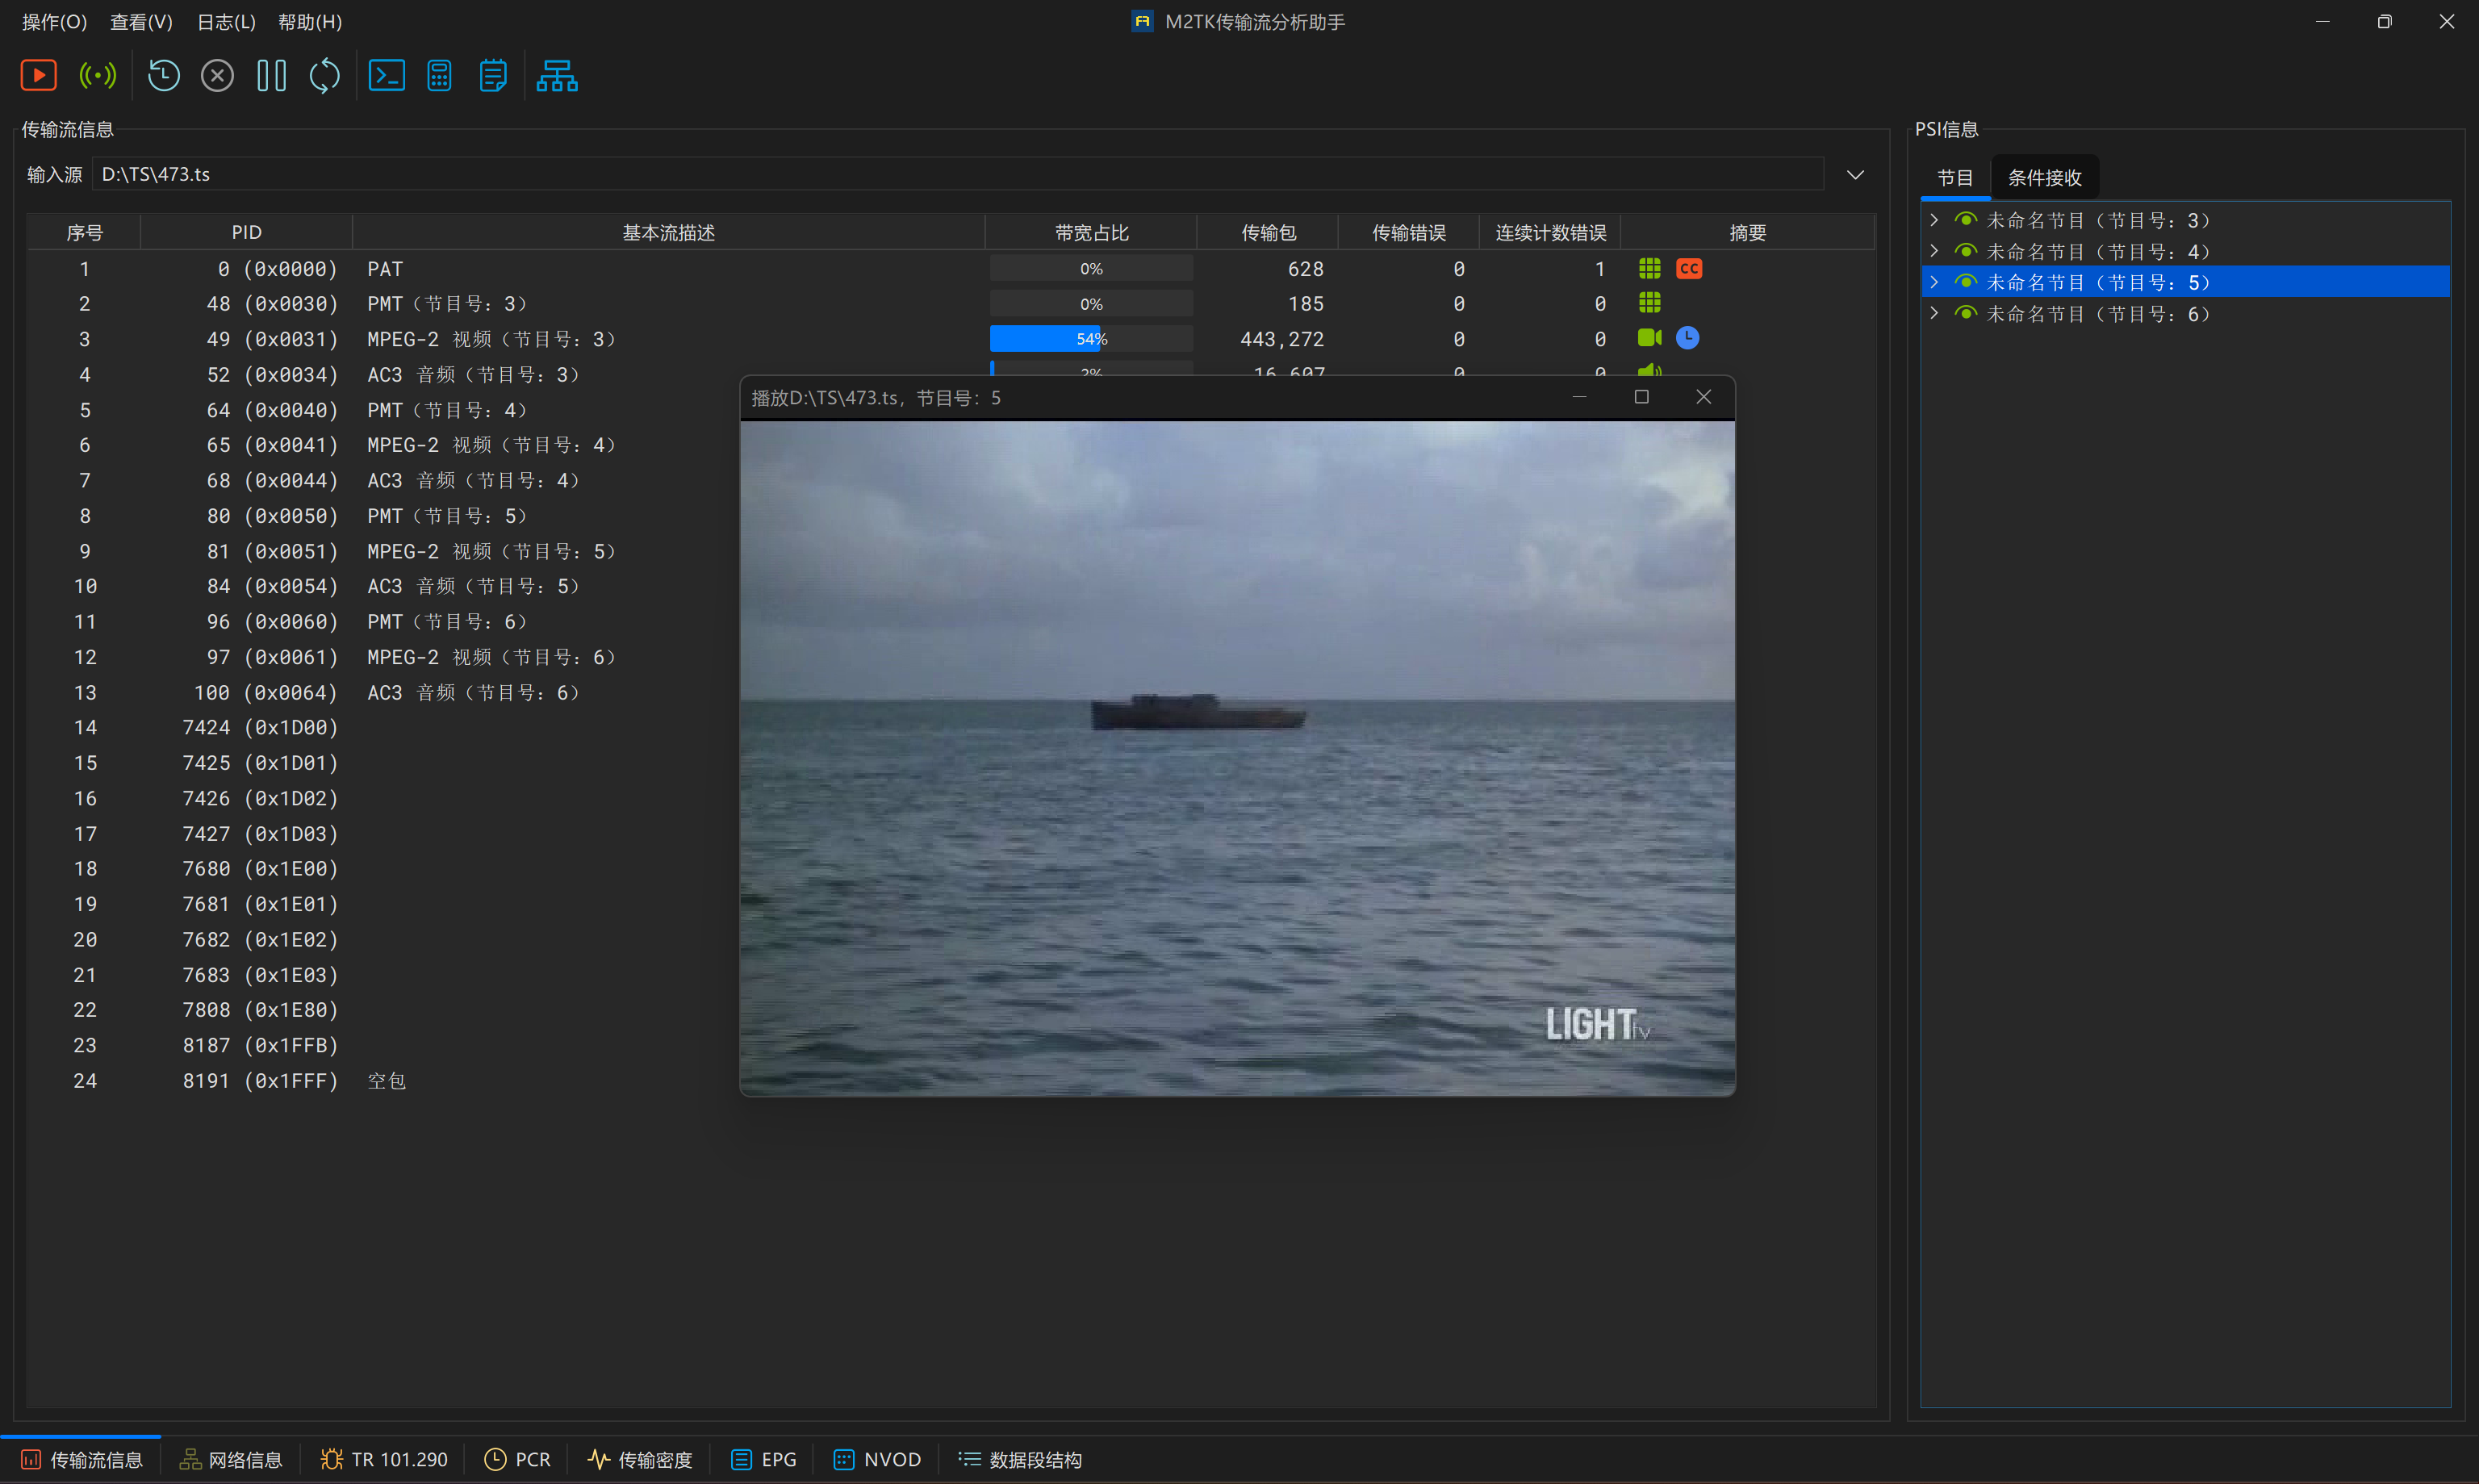 操作(O) 查看(V) 日志(L) 帮助(H) M2TK传输流分析助手
传输流信息
输入源 D:\TS\473.ts
序号 PID 基本流描述 带宽占比 传输包 传输错误 连续计数错误 摘要
1 0 (0x0000) PAT 0% 628 0 1 CC
2 48 (0x0030) PMT（节目号：3） 0% 185 0 0
3 49 (0x0031) MPEG-2 视频（节目号：3） 54% 443,272 0 0
4 52 (0x0034) AC3 音频（节目号：3） 2% 16,607 0 0
5 64 (0x0040) PMT（节目号：4）
6 65 (0x0041) MPEG-2 视频（节目号：4）
7 68 (0x0044) AC3 音频（节目号：4）
8 80 (0x0050) PMT（节目号：5）
9 81 (0x0051) MPEG-2 视频（节目号：5）
10 84 (0x0054) AC3 音频（节目号：5）
11 96 (0x0060) PMT（节目号：6）
12 97 (0x0061) MPEG-2 视频（节目号：6）
13 100 (0x0064) AC3 音频（节目号：6）
14 7424 (0x1D00)
15 7425 (0x1D01)
16 7426 (0x1D02)
17 7427 (0x1D03)
18 7680 (0x1E00)
19 7681 (0x1E01)
20 7682 (0x1E02)
21 7683 (0x1E03)
22 7808 (0x1E80)
23 8187 (0x1FFB)
24 8191 (0x1FFF) 空包
播放D:\TS\473.ts，节目号：5
LIGHTtv
PSI信息
节目 条件接收
未命名节目（节目号：3）
未命名节目（节目号：4）
未命名节目（节目号：5）
未命名节目（节目号：6）
传输流信息 网络信息 TR 101.290 PCR 传输密度 EPG NVOD 数据段结构